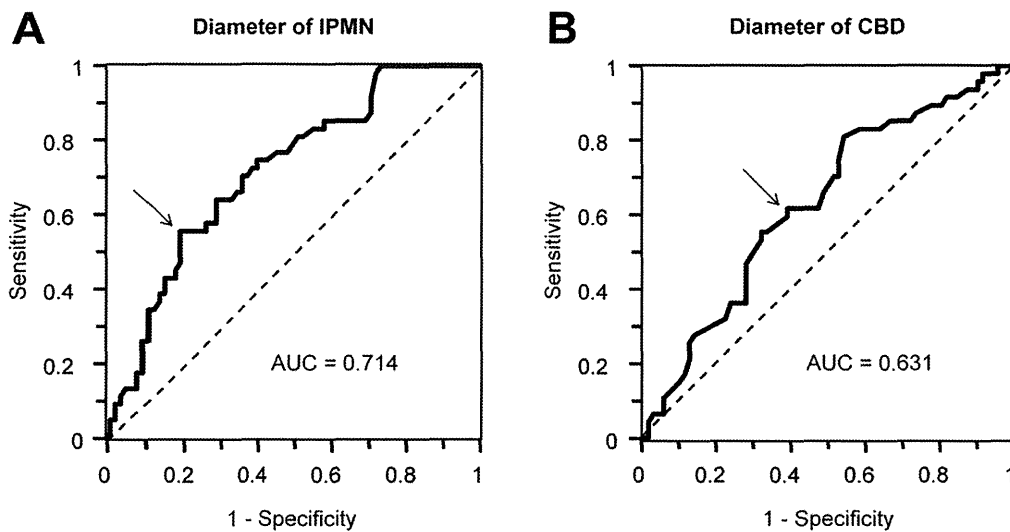 A
Diameter of IPMN
1
0.8
0.6
0.4
0.2
0
Sensitivity
AUC = 0.714
0 0.2 0.4 0.6 0.8 1
1 - Specificity
B
Diameter of CBD
1
0.8
0.6
0.4
0.2
0
Sensitivity
AUC = 0.631
0 0.2 0.4 0.6 0.8 1
1 - Specificity